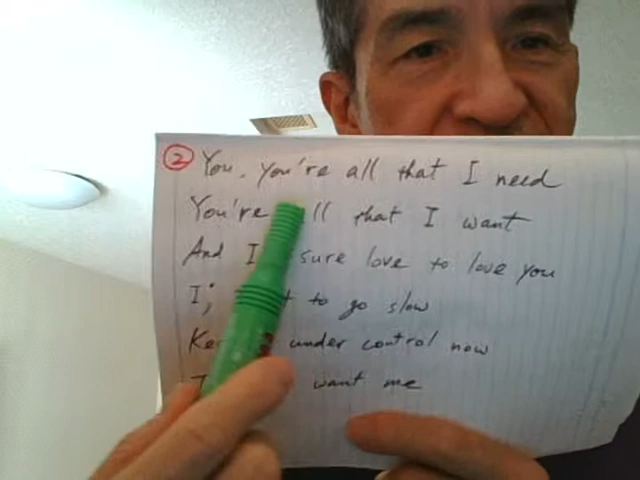 ② You, you're all that I need
You're ll that I want
And I sure love to love you
I; t to go slow
Ke under control now
want me